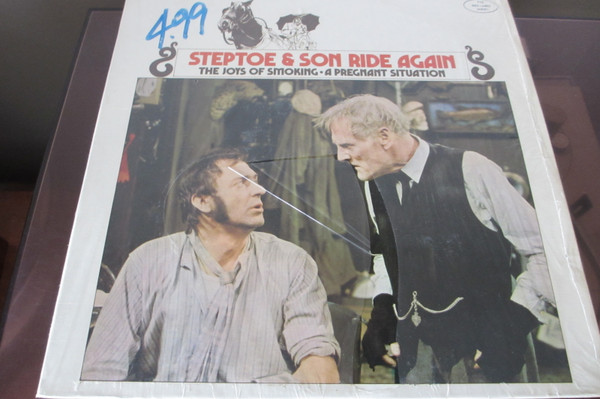 4.99
STEPTOE & SON RIDE AGAIN
THE JOYS OF SMOKING • A PREGNANT SITUATION